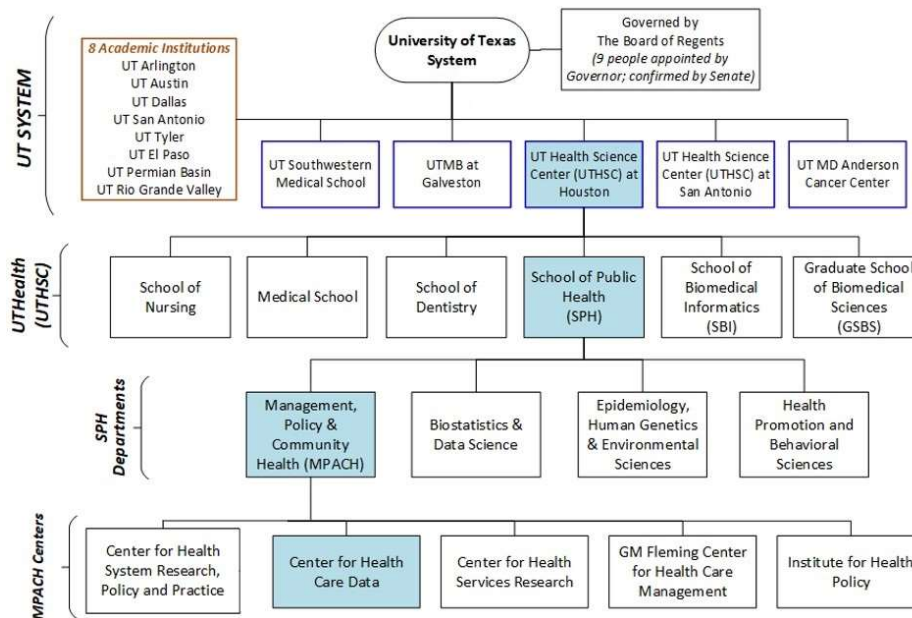 UT SYSTEM
8 Academic Institutions
UT Arlington
UT Austin
UT Dallas
UT San Antonio
UT Tyler
UT El Paso
UT Permian Basin
UT Rio Grande Valley
University of Texas
System
Governed by
The Board of Regents
(9 people appointed by
Governor; confirmed by Senate)
UT Southwestern
Medical School
UTMB at
Galveston
UT Health Science
Center (UTHSC) at
Houston
UT Health Science
Center (UTHSC) at
San Antonio
UT MD Anderson
Cancer Center
UTHealth
(UTHSC)
School of
Nursing
Medical School
School of
Dentistry
School of Public
Health
(SPH)
School of
Biomedical
Informatics
(SBI)
Graduate School
of Biomedical
Sciences
(GSBS)
SPH
Departments
Management,
Policy &
Community
Health (MPACH)
Biostatistics &
Data Science
Epidemiology,
Human Genetics
& Environmental
Sciences
Health
Promotion and
Behavioral
Sciences
MPACH Centers
Center for Health
System Research,
Policy and Practice
Center for Health
Care Data
Center for Health
Services Research
GM Fleming Center
for Health Care
Management
Institute for Health
Policy